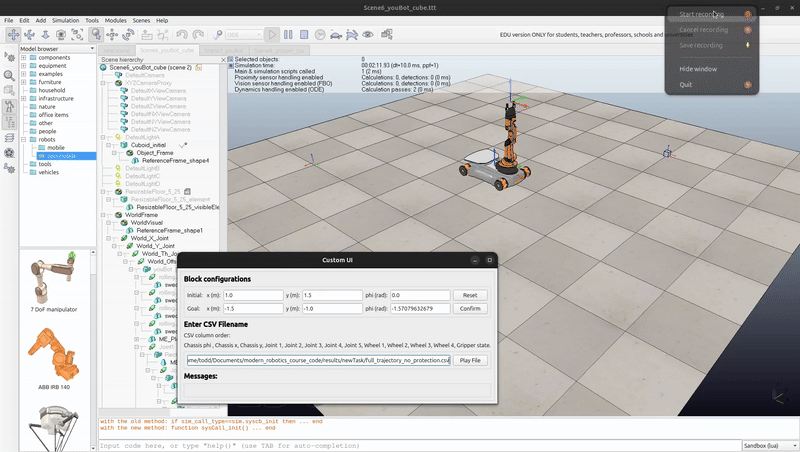 Scene6_youBot_cube.ttt
File Edit Simulation Tools Modules Scenes Help
ODE
EDU version ONLY for students, teachers, professors, schools and
Start recording
Cancel recording
Save recording
Hide window
Quit
Model browser
components
equipment
examples
furniture
household
infrastructure
nature
office items
other
people
robots
mobile
tools
vehicles
7 DoF manipulator
ABB IRB 140
Scene hierarchy
Scene6_youBot_cube (scene 2)
DefaultCamera
XYZCameraProxy
DefaultXViewCamera
DefaultYViewCamera
DefaultZViewCamera
DefaultNXViewCamera
DefaultNYViewCamera
DefaultNZViewCamera
DefaultLightA
Cuboid_initial
Object_Frame
ReferenceFrame_shape4
DefaultLightB
DefaultLightC
DefaultLightD
ResizableFloor_5_25
ResizableFloor_5_25_element
ResizableFloor_5_25_visibleEle
WorldFrame
WorldVisual
ReferenceFrame_shape1
World_X_Joint
World_Y_Joint
World_Th_Jo
World_Oth
youBot
Selected objects: 0
Simulation time: 00:02:11.93 (dt=10.0 ms, ppf=1)
Main & simulation scripts called 1 (2 ms)
Proximity sensor handling enabled Calculations: 0, detections: 0 (0 ms)
Vision sensor handling enabled (FBO) Calculations: 0, detections: 0 (0 ms)
Dynamics handling enabled (ODE) Calculation passes: 2 (0 ms)
Custom UI
Block configurations
Initial: x (m): 1.0 y (m): 1.5 phi (rad): 0.0 Reset
Goal: x (m): -1.5 y (m): -1.0 phi (rad): -1.57079632679 Confirm
Enter CSV Filename
CSV column order:
Chassis phi , Chassis x, Chassis y, Joint 1, Joint 2, Joint 3, Joint 4, Joint 5, Wheel 1, Wheel 2, Wheel 3, Wheel 4, Gripper state.
me/todd/Documents/modern_robotics_course_code/results/newTask/full_trajectory_no_protection.csv Play File
Messages:
with the old method: if sim_call_type==sim.syscb_init then ... end
with the new method: function sysCall_init() ... end
Input code here, or type "help()" (use TAB for auto-completion)
Sandbox (lua)